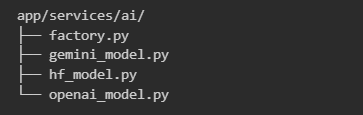 app/services/ai/
├── factory.py
├── gemini_model.py
├── hf_model.py
└── openai_model.py